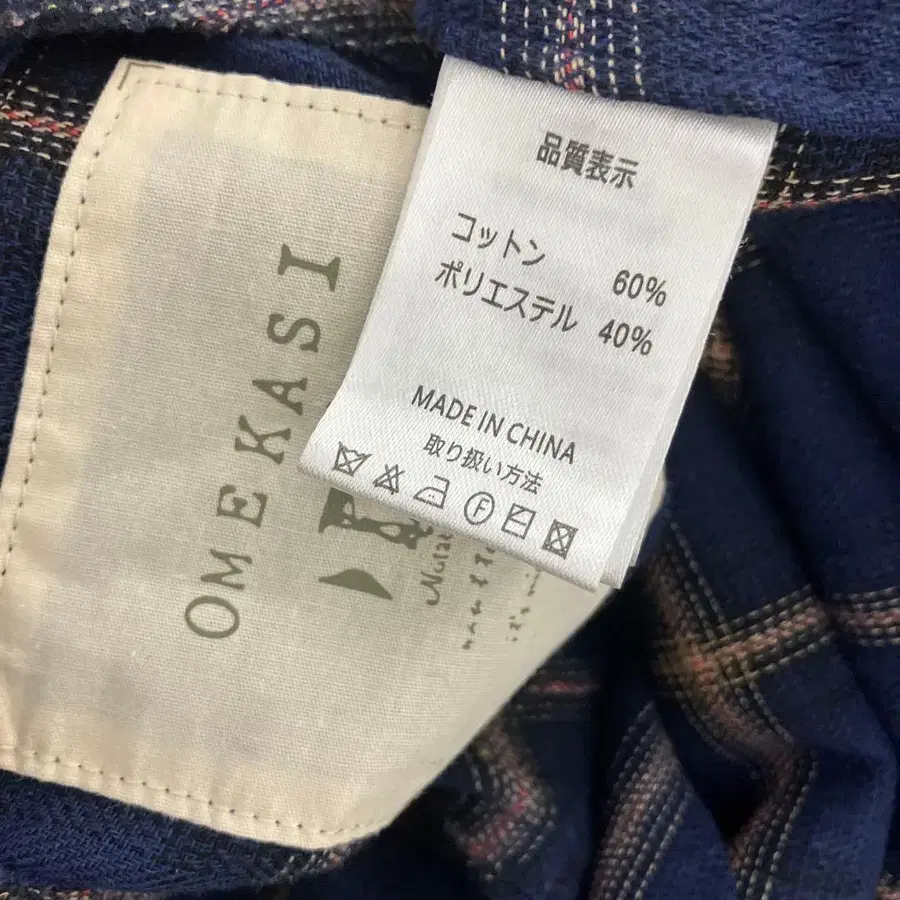 品質表示
コットン 60%
ポリエステル 40%
MADE IN CHINA
取り扱い方法
F
OMEKASI